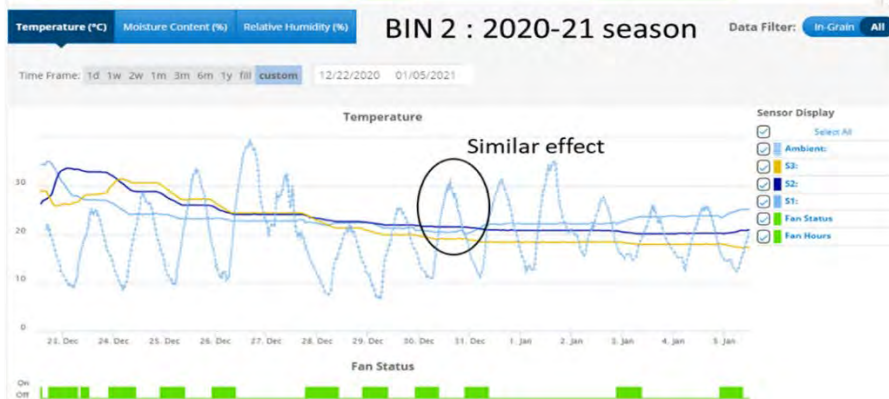 Temperature (°C) Moisture Content (%) Relative Humidity (%) BIN 2 : 2020-21 season Data Filter: In-Grain All
Time Frame: 1d 1w 2w 1m 3m 6m 1y fill custom 12/22/2020 01/05/2021
Temperature
Sensor Display
Select All
Similar effect
Ambient:
S3:
S2:
S1:
Fan Status
Fan Hours
30
20
10
0
23. Dec 24. Dec 25. Dec 26. Dec 27. Dec 28. Dec 29. Dec 30. Dec 31. Dec 1. Jan 2. Jan 3. Jan 4. Jan 5. Jan
Fan Status
On
Off